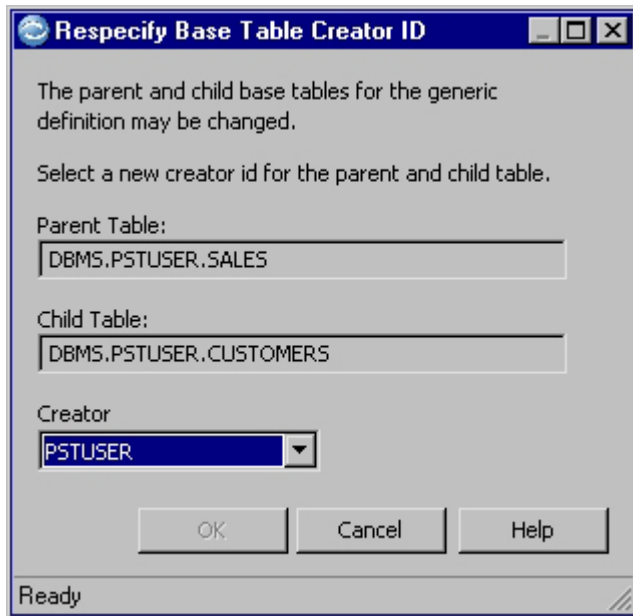 Respecify Base Table Creator ID
The parent and child base tables for the generic
definition may be changed.
Select a new creator id for the parent and child table.
Parent Table:
DBMS.PSTUSER.SALES
Child Table:
DBMS.PSTUSER.CUSTOMERS
Creator
PSTUSER
OK Cancel Help
Ready